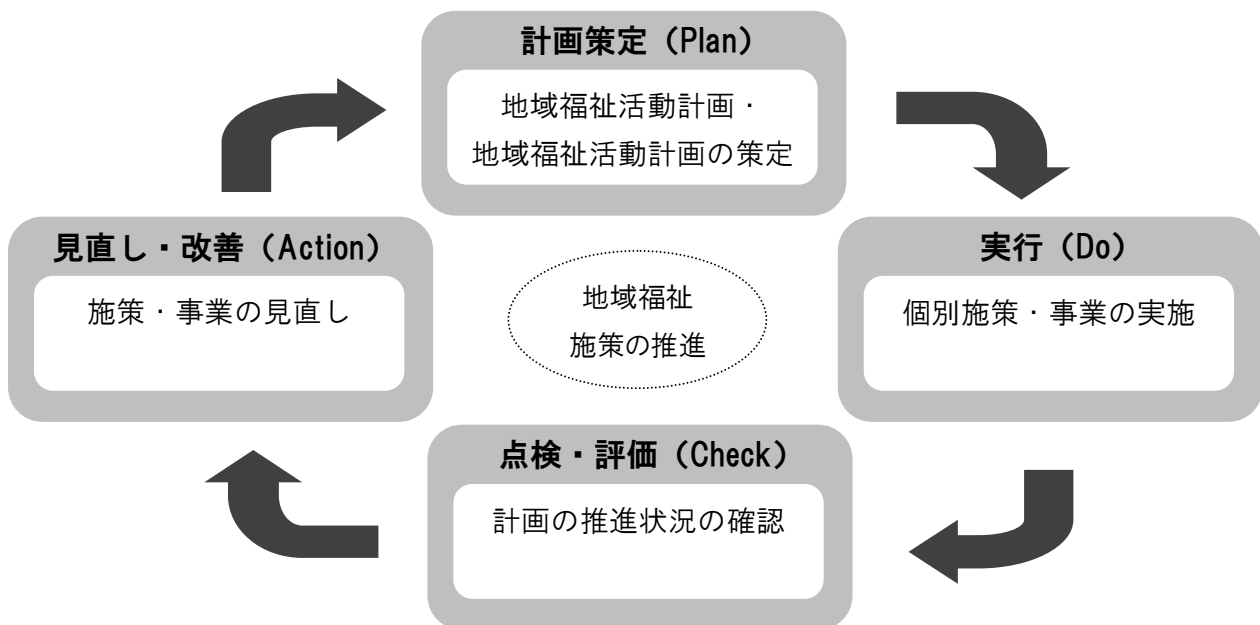 計画策定（Plan）
地域福祉活動計画・
地域福祉活動計画の策定
見直し・改善（Action）
施策・事業の見直し
地域福祉
施策の推進
実行（Do）
個別施策・事業の実施
点検・評価（Check）
計画の推進状況の確認